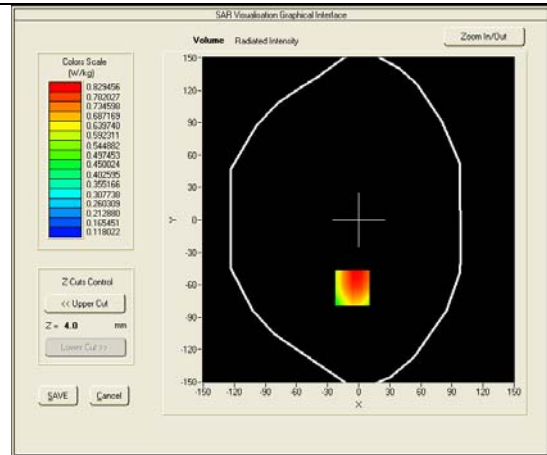 SAR Visualisation Graphical Interface
Volume Radiated Intensity
Zoom In/Out
Colors Scale
(W/kg)
0.829456
0.782027
0.734598
0.687169
0.639740
0.592311
0.544882
0.497453
0.450024
0.402595
0.355166
0.307738
0.260309
0.212880
0.165451
0.118022
Z Cuts Control
<< Upper Cut
Z = 4.0 mm
Lower Cut >>
SAVE
Cancel
150
120
90
60
30
0
-30
-60
-90
-120
-150
Y
-150 -120 -90 -60 -30 0 30 60 90 120 150
X